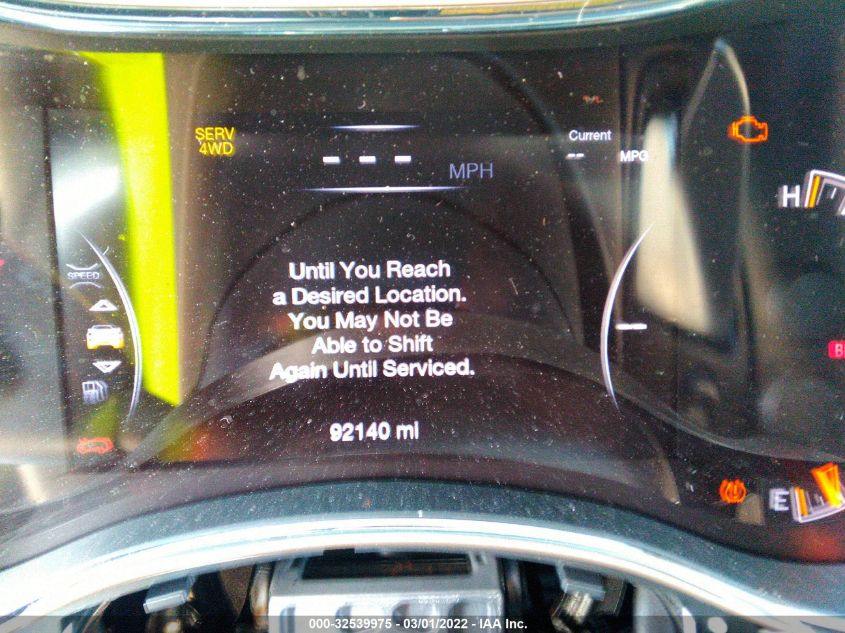 SERV
4WD
Current
-- MPG
--- MPH
H
SPEED
Until You Reach
a Desired Location.
You May Not Be
Able to Shift
Again Until Serviced.
92140 mi
B
E
000-32539975 - 03/01/2022 - IAA Inc.